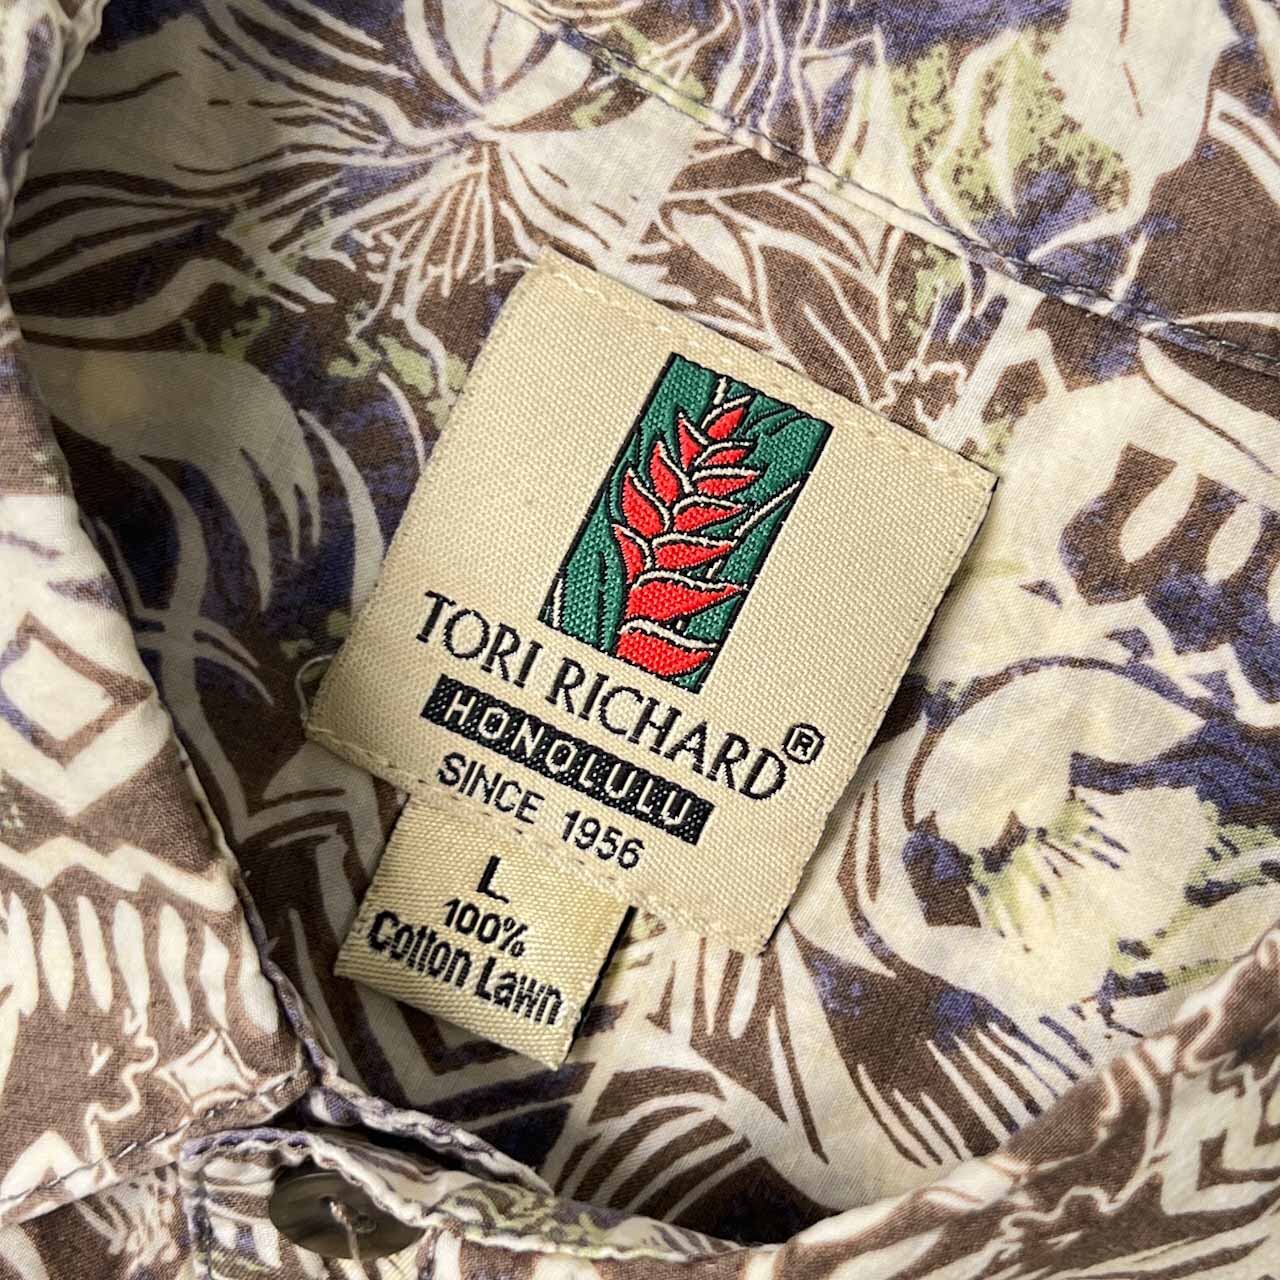 TORI RICHARD®
HONOLULU
SINCE 1956
L
100%
Cotton Lawn